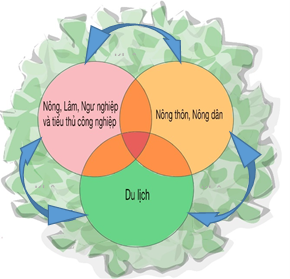 Nông, Lâm, Ngư nghiệp
và tiểu thủ công nghiệp
Nông thôn, Nông dân
Du lịch